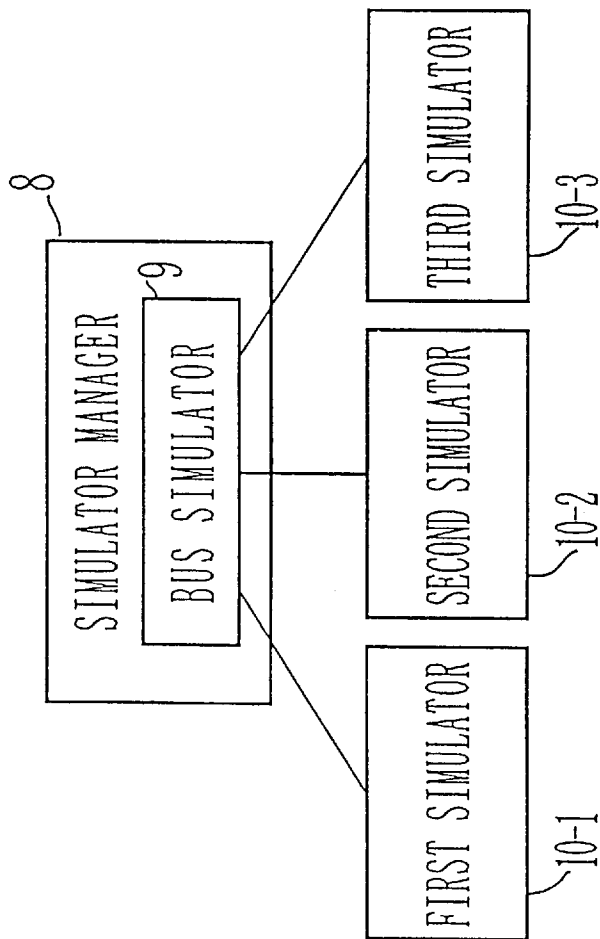 8
SIMULATOR MANAGER
9
BUS SIMULATOR
FIRST SIMULATOR
SECOND SIMULATOR
THIRD SIMULATOR
10-1
10-2
10-3